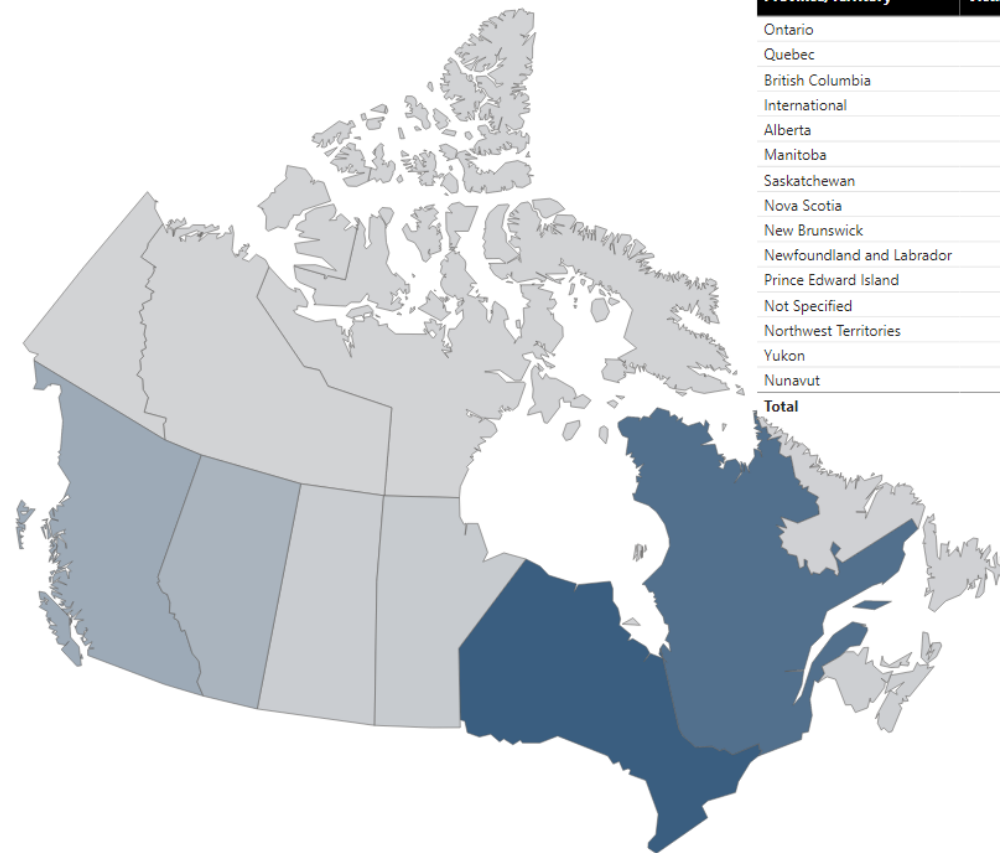 Ontario
Quebec
British Columbia
International
Alberta
Manitoba
Saskatchewan
Nova Scotia
New Brunswick
Newfoundland and Labrador
Prince Edward Island
Not Specified
Northwest Territories
Yukon
Nunavut
Total